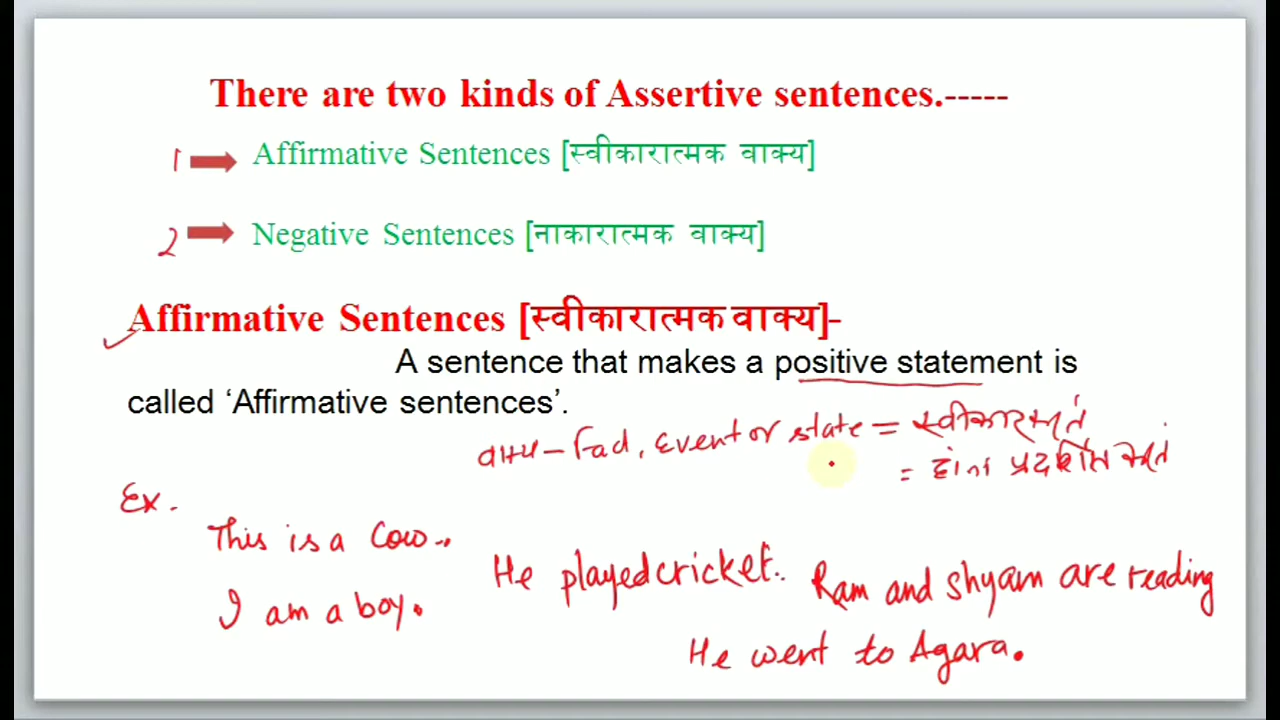 There are two kinds of Assertive sentences.-----
1 Affirmative Sentences [स्वीकारात्मक वाक्य]
2 Negative Sentences [नाकारात्मक वाक्य]
Affirmative Sentences [स्वीकारात्मक वाक्य]-
A sentence that makes a positive statement is
called ‘Affirmative sentences’.
event or state =
= होना
Ex.
This is a Cow.
He played cricket.
Ram and shyam are reading
I am a boy.
He went to Agara.